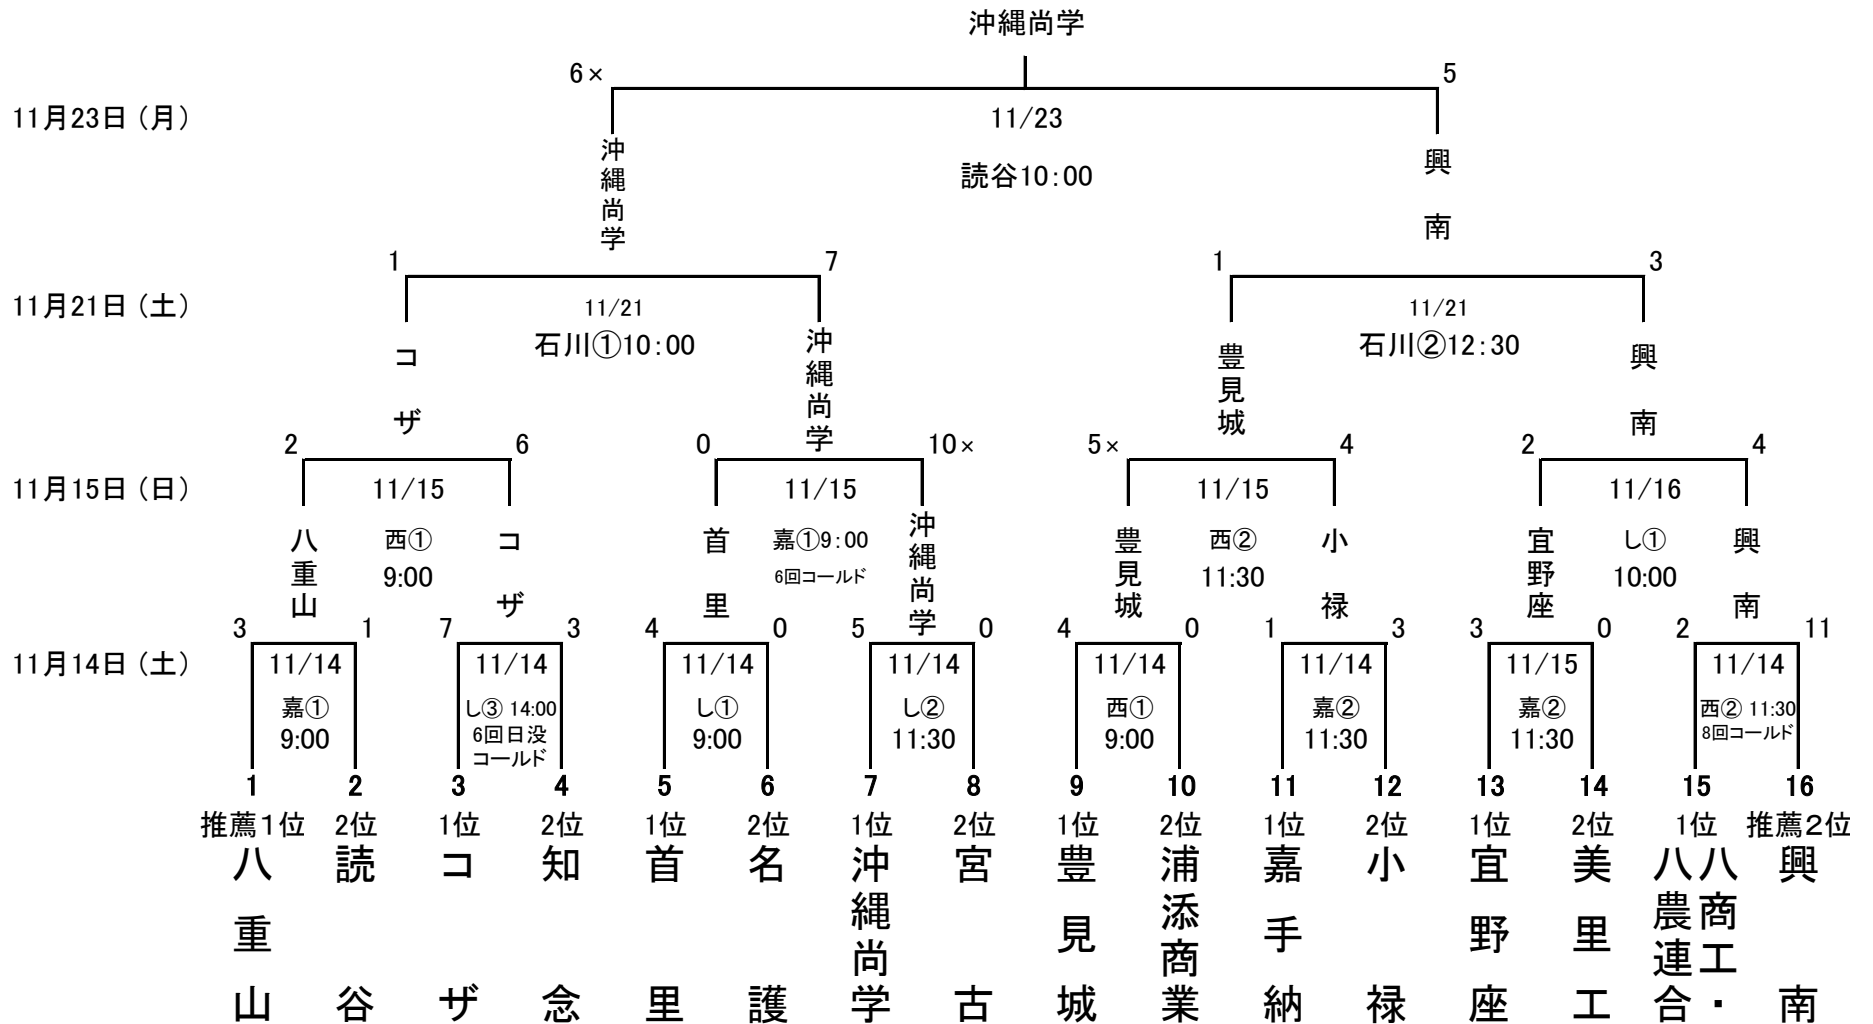 沖縄尚学
6× 5
11月23日（月） 11/23
沖縄尚学 読谷10:00 興南
1 7 1 3
11月21日（土） 11/21 11/21
コザ 石川①10:00 沖縄尚学 豊見城 石川②12:30 興南
2 6 0 10× 5× 4 2 4
11月15日（日） 11/15 11/15 11/15 11/16
八重山 西① コザ 首里 嘉①9:00 沖縄尚学 豊見城 西② 小禄 宜野座 し① 興南
9:00 6回コールド 11:30 10:00
3 1 7 3 4 0 5 0 4 0 1 3 3 0 2 11
11月14日（土） 11/14 11/14 11/14 11/14 11/14 11/14 11/15 11/14
嘉① し③ 14:00 し① し② 西① 嘉② 嘉② 西② 11:30
9:00 6回日没 9:00 11:30 9:00 11:30 11:30 8回コールド
コールド
1 2 3 4 5 6 7 8 9 10 11 12 13 14 15 16
推薦1位 2位 1位 2位 1位 2位 1位 2位 1位 2位 1位 2位 1位 2位 1位 推薦2位
八重山
読谷
コザ
知念
首里
名護
沖縄尚学
宮古
豊見城
浦添商業
嘉手納
小禄
宜野座
美里工
八商工・
八農連合
興南